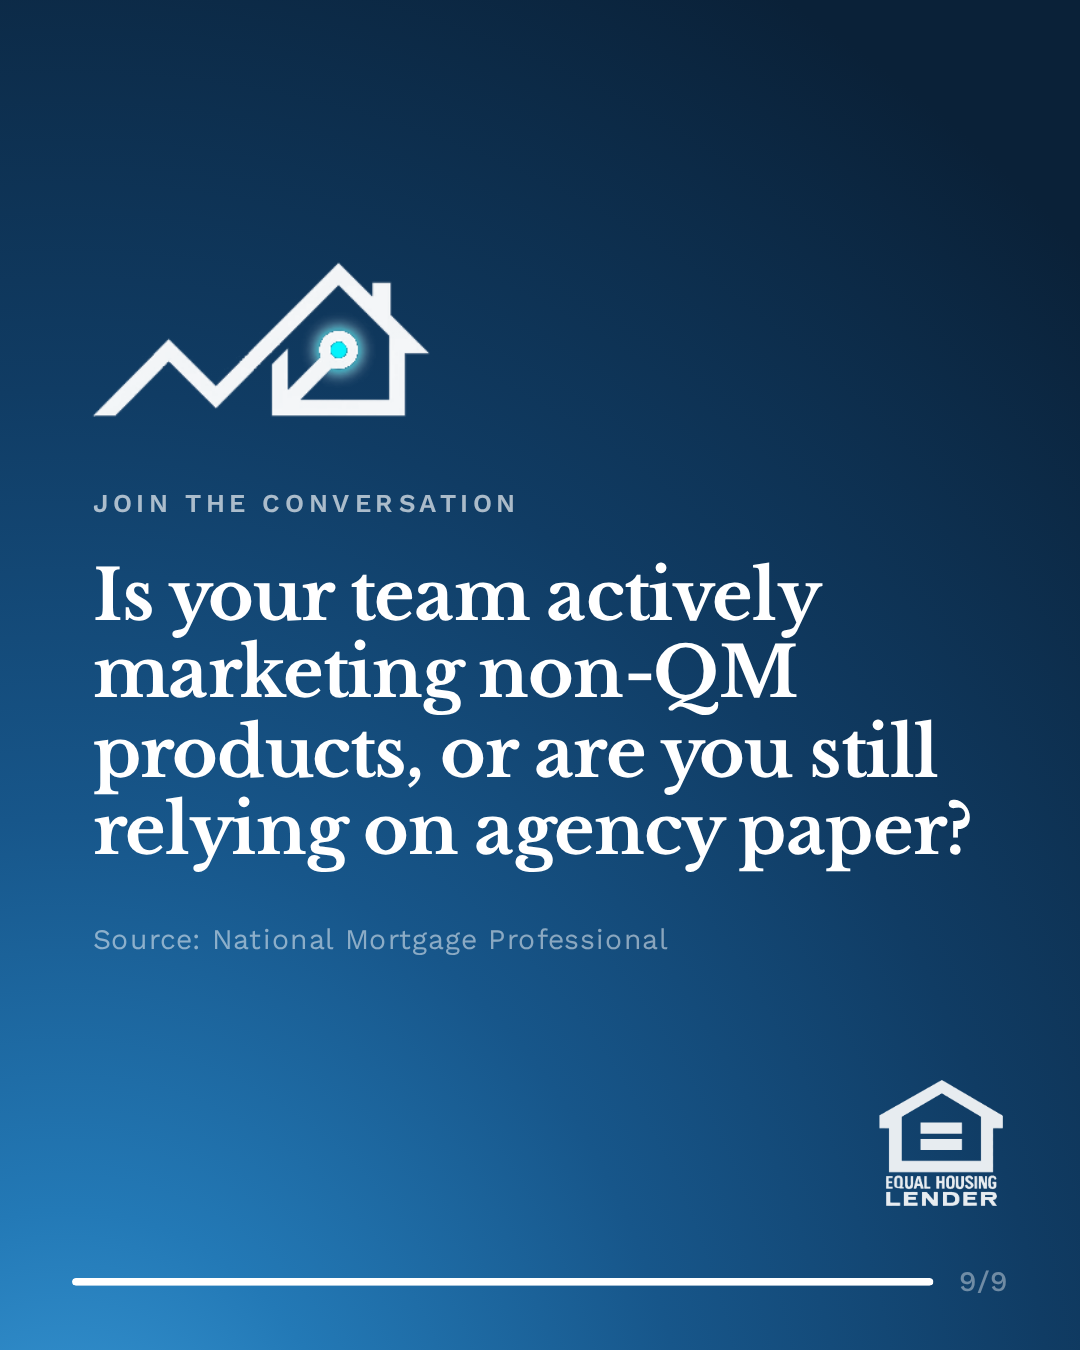 JOIN THE CONVERSATION
Is your team actively
marketing non-QM
products, or are you still
relying on agency paper?
Source: National Mortgage Professional
EQUAL HOUSING
LENDER
9/9